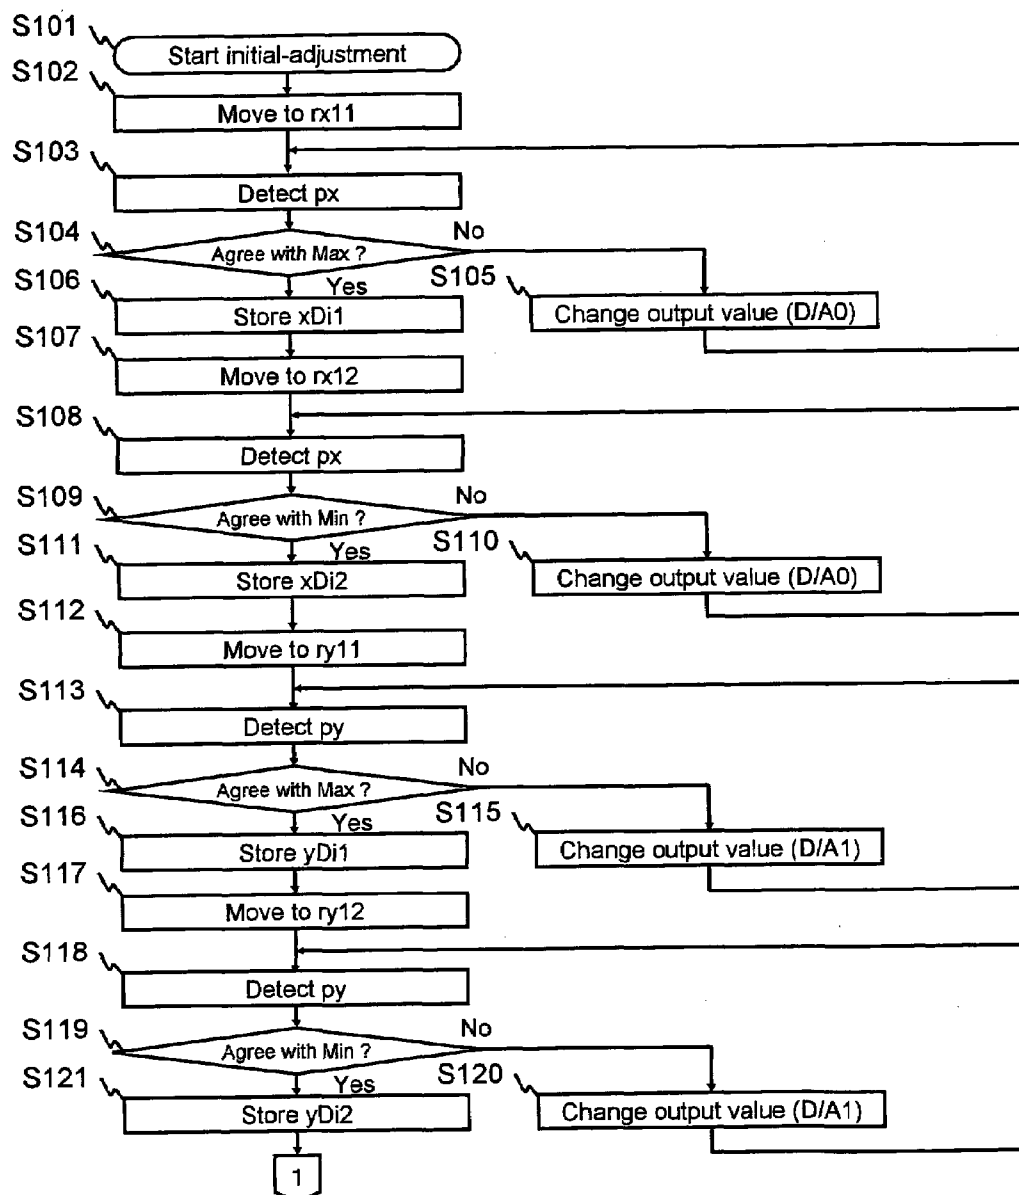 S101
Start initial-adjustment
S102
Move to rx11
S103
Detect px
S104
Agree with Max ?
No
Yes
S105
Change output value (D/A0)
S106
Store xDi1
S107
Move to rx12
S108
Detect px
S109
Agree with Min ?
No
Yes
S110
Change output value (D/A0)
S111
Store xDi2
S112
Move to ry11
S113
Detect py
S114
Agree with Max ?
No
Yes
S115
Change output value (D/A1)
S116
Store yDi1
S117
Move to ry12
S118
Detect py
S119
Agree with Min ?
No
Yes
S120
Change output value (D/A1)
S121
Store yDi2
1